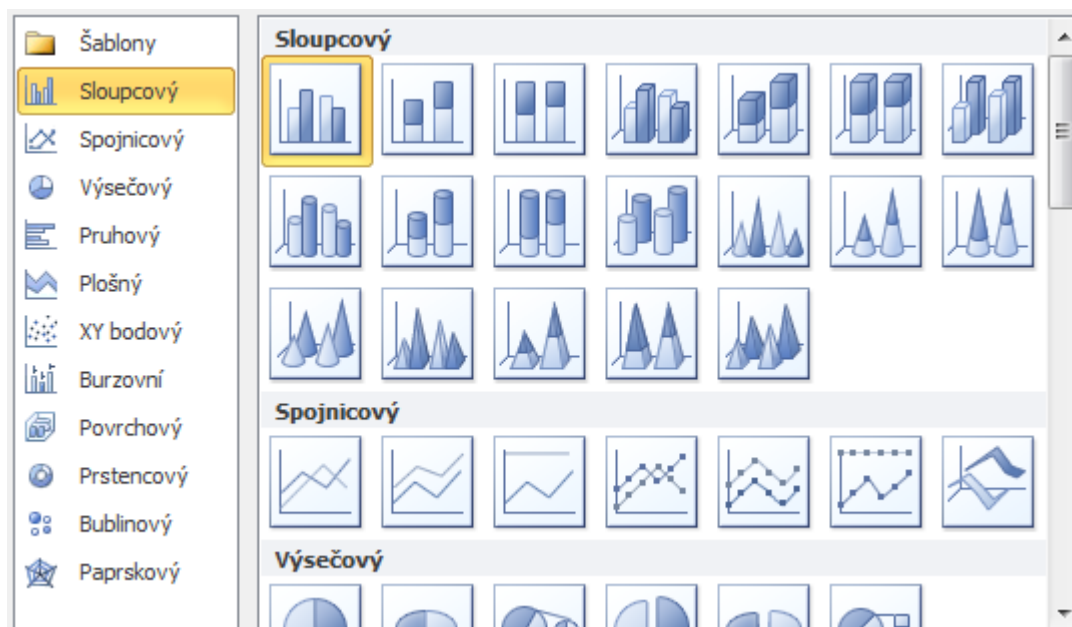 Šablony
Sloupcový
Spojnicový
Výsečový
Pruhový
Plošný
XY bodový
Burzovní
Povrchový
Prstencový
Bublinový
Paprskový
Sloupcový
Spojnicový
Výsečový